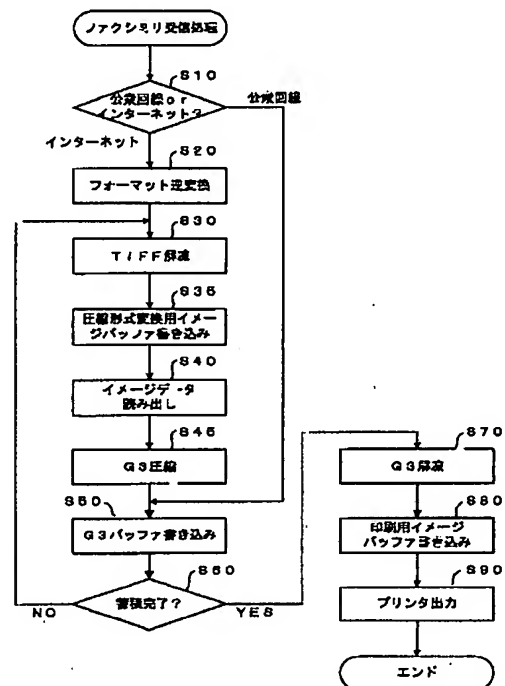 ファクシミリ受信処理
S10
公衆回線or
インターネット?
公衆回線
インターネット
S20
フォーマット逆変換
S30
TIFF解凍
S35
圧縮形式変換用イメー
ジバッファ書き込み
S40
イメージデータ
読み出し
S45
G3圧縮
S50
G3バッファ書き込み
S60
蓄積完了?
NO
YES
S70
G3解凍
S80
印刷用イメージ
バッファ書き込み
S90
プリンタ出力
エンド